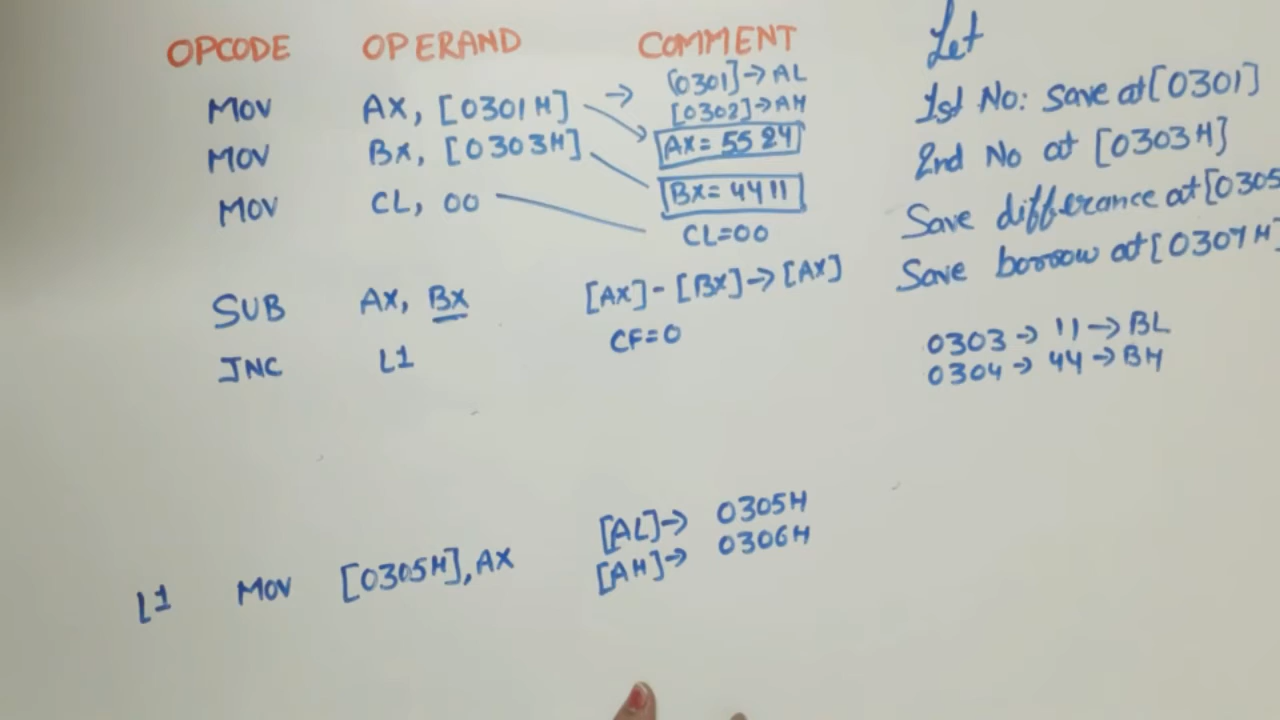 OPCODE OPERAND COMMENT
MOV AX, [0301H] → [0301]→AL
[0302]→AH
AX= 5524
MOV BX, [0303H] BX= 4411
MOV CL, 00 CL=00
SUB AX, BX [AX]-[BX]→[AX]
JNC L1 CF=0
L1 MOV [0305H], AX [AL]→ 0305H
[AH]→ 0306H
Let
1st No: Save at [0301]
2nd No at [0303H]
Save differance at [0305
Save borrow at [0307H]
0303→ 11→BL
0304→ 44→BH